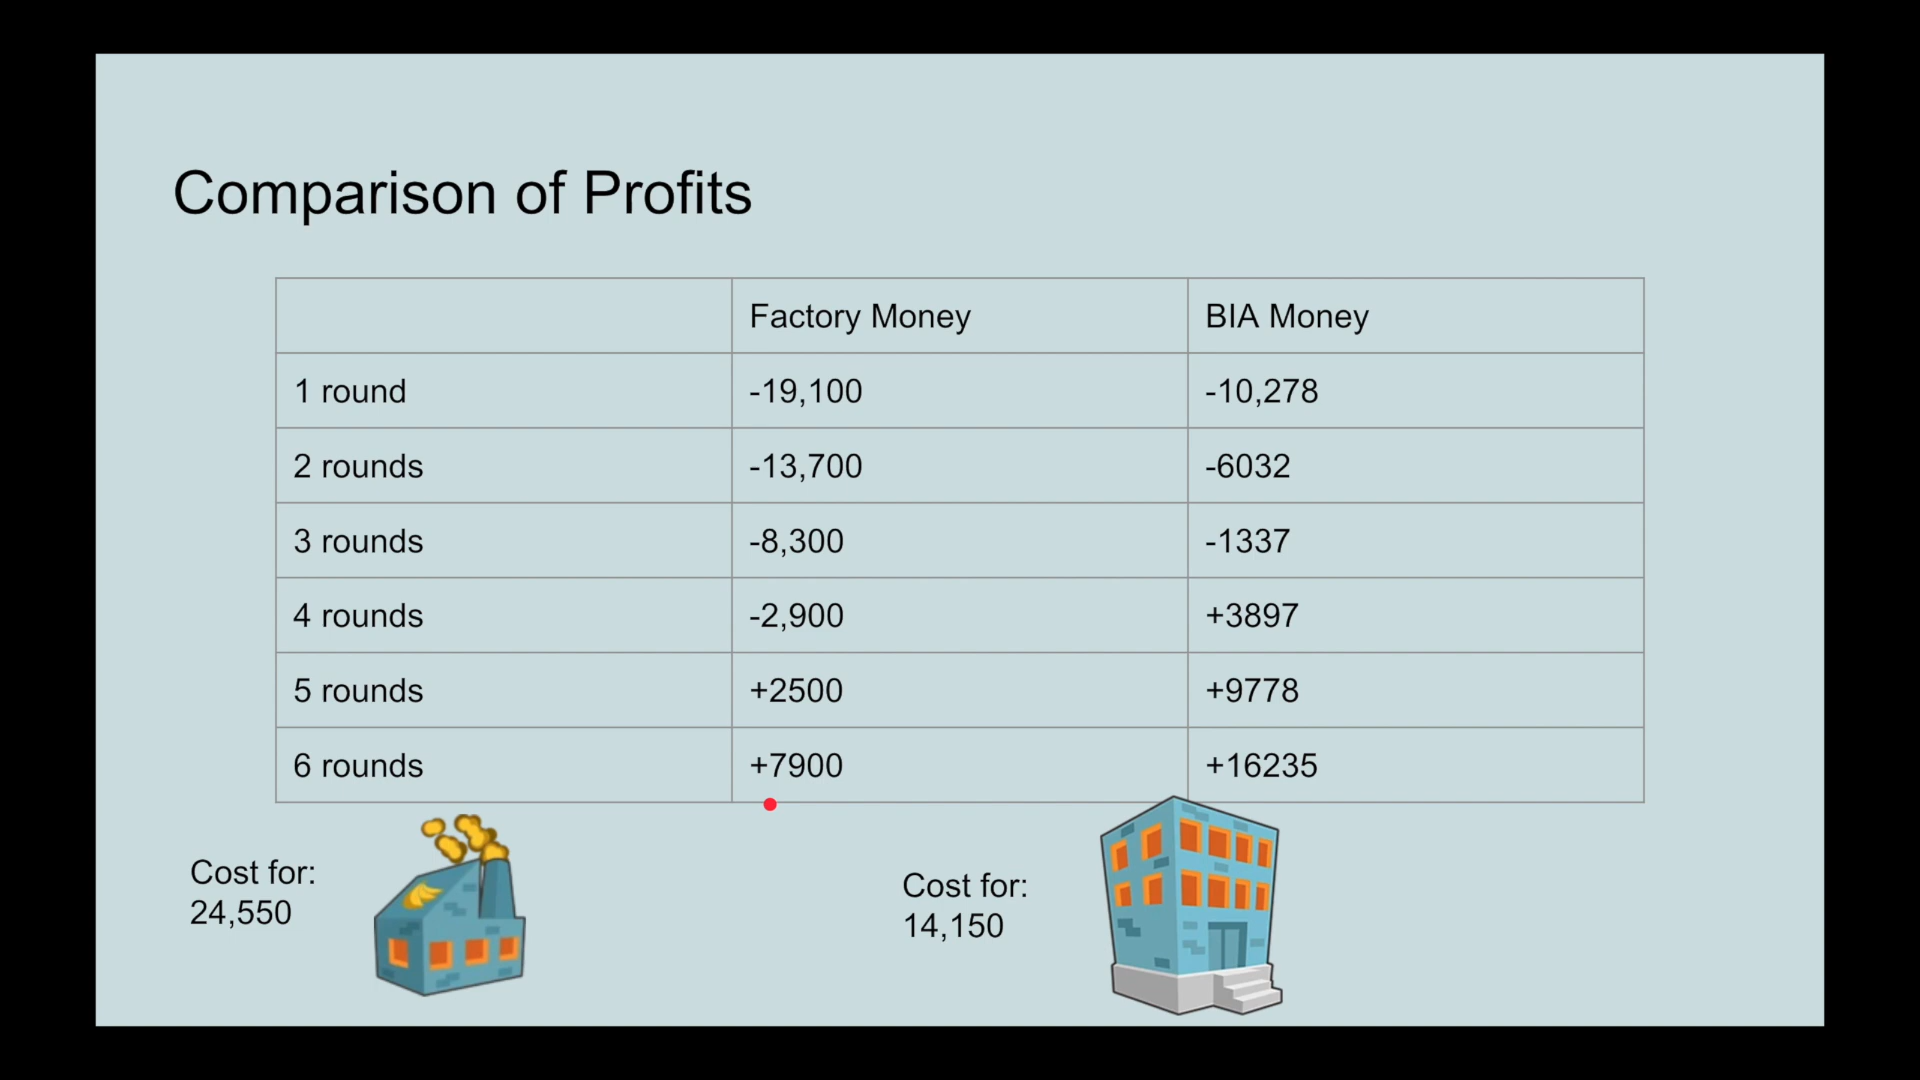 Comparison of Profits
Factory Money BIA Money
1 round -19,100 -10,278
2 rounds -13,700 -6032
3 rounds -8,300 -1337
4 rounds -2,900 +3897
5 rounds +2500 +9778
6 rounds +7900 +16235
Cost for:
24,550
Cost for:
14,150